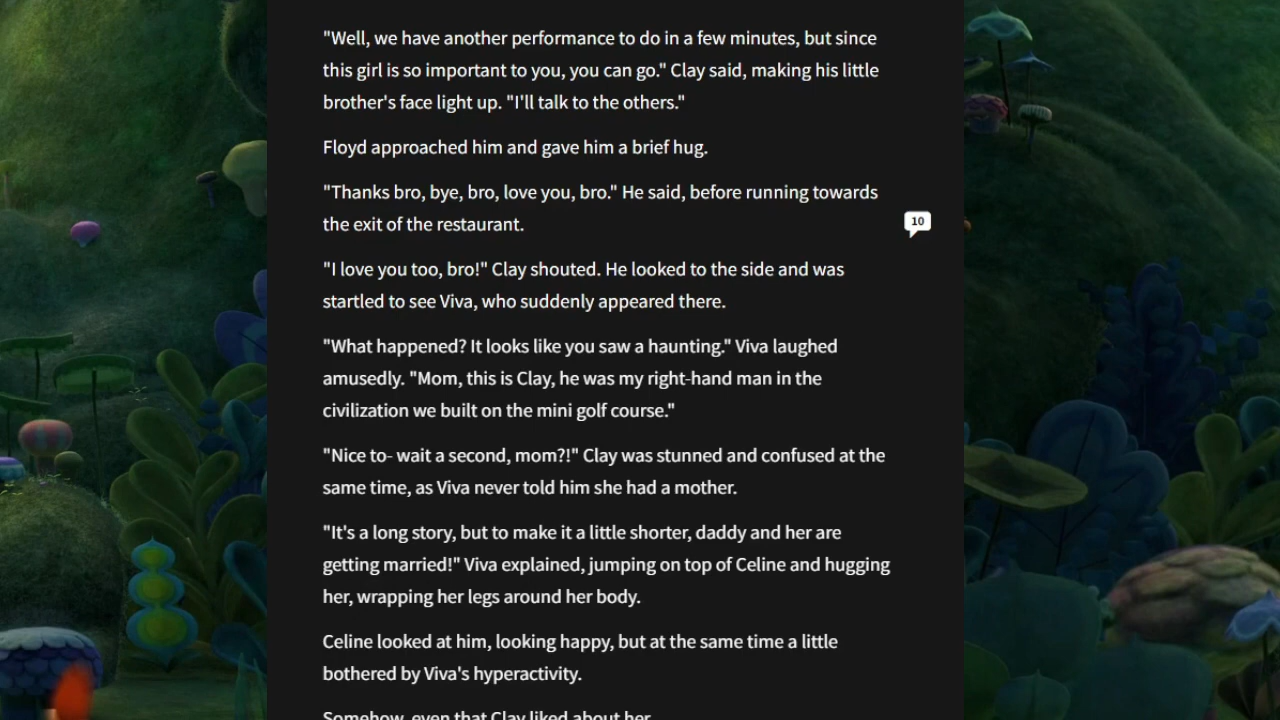 "Well, we have another performance to do in a few minutes, but since
this girl is so important to you, you can go." Clay said, making his little
brother's face light up. "I'll talk to the others."
Floyd approached him and gave him a brief hug.
"Thanks bro, bye, bro, love you, bro." He said, before running towards
the exit of the restaurant.
10
"I love you too, bro!" Clay shouted. He looked to the side and was
startled to see Viva, who suddenly appeared there.
"What happened? It looks like you saw a haunting." Viva laughed
amusedly. "Mom, this is Clay, he was my right-hand man in the
civilization we built on the mini golf course."
"Nice to- wait a second, mom?!" Clay was stunned and confused at the
same time, as Viva never told him she had a mother.
"It's a long story, but to make it a little shorter, daddy and her are
getting married!" Viva explained, jumping on top of Celine and hugging
her, wrapping her legs around her body.
Celine looked at him, looking happy, but at the same time a little
bothered by Viva's hyperactivity.
Somehow, even that Clay liked about her.